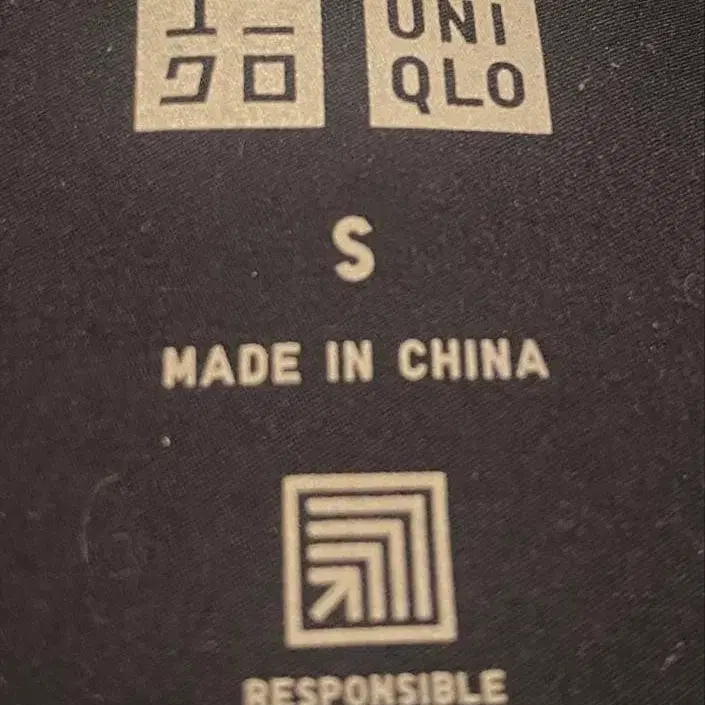 ユニ UNI
クロ QLO
S
MADE IN CHINA
RESPONSIBLE